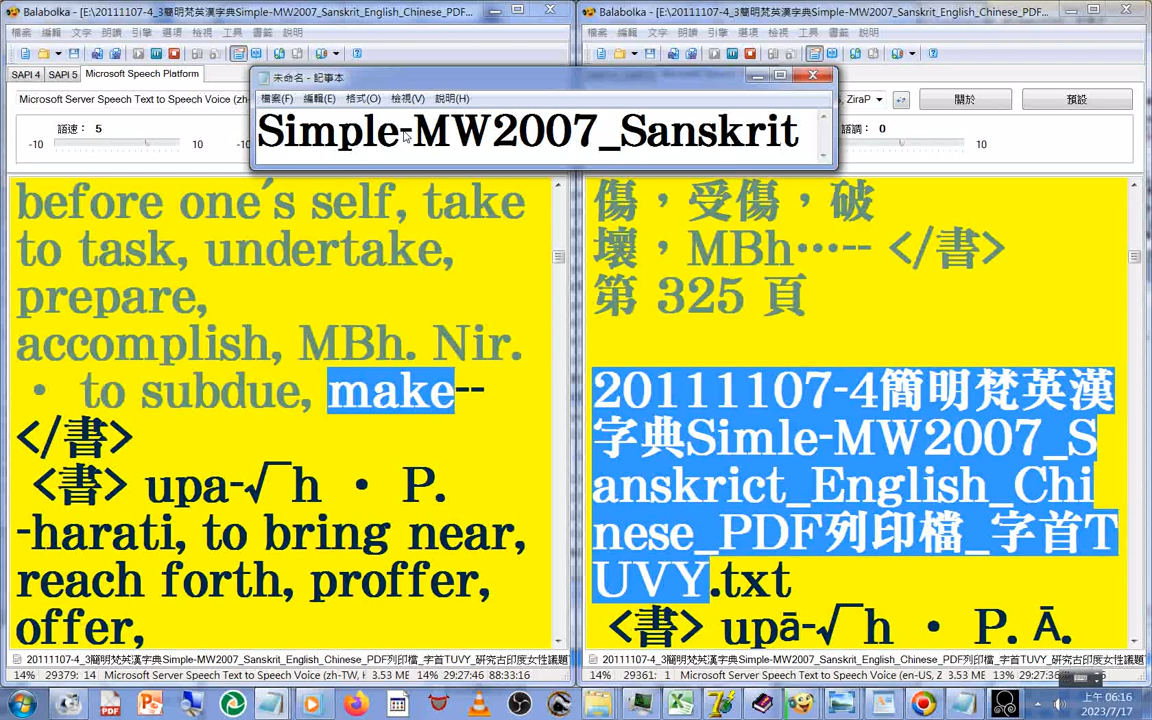 Balabolka - [E:\20111107-4_3簡明梵英漢字典Simple-MW2007_Sanskrit_English_Chinese_PDF...
Balabolka - [E:\20111107-4_3簡明梵英漢字典Simple-MW2007_Sanskrit_English_Chinese_PDF...
檔案 編輯 文字 朗讀 引擎 選項 檢視 工具 書籤 說明
檔案 編輯 文字 朗讀 引擎 選項 檢視 工具 書籤 說明
SAPI 4 SAPI 5 Microsoft Speech Platform
未命名 - 記事本
檔案(F) 編輯(E) 格式(O) 檢視(V) 說明(H)
Simple-MW2007_Sanskrit
Microsoft Server Speech Text to Speech Voice (zh-
, ZiraP 關於 預設
語速: 5
-10 10 -10
語調: 0
10
before one´s self, take
to task, undertake,
prepare,
accomplish, MBh. Nir.
• to subdue, make--
</書>
<書> upa-√h • P.
-harati, to bring near,
reach forth, proffer,
offer,
傷，受傷，破
壞，MBh…-- </書>
第 325 頁
20111107-4簡明梵英漢
字典Simle-MW2007_S
anskrict_English_Chi
nese_PDF列印檔_字首T
UVY.txt
<書> upā-√h • P. Ā.
20111107-4_3簡明梵英漢字典Simple-MW2007_Sanskrit_English_Chinese_PDF列印檔_字首TUVY_研究古印度女性議題
20111107-4_3簡明梵英漢字典Simple-MW2007_Sanskrit_English_Chinese_PDF列印檔_字首TUVY_研究古印度女性議題
14% 29379: 14 Microsoft Server Speech Text to Speech Voice (zh-TW, H 3.53 MB 14% 29:27:46 88:33:16
14% 29361: 1 Microsoft Server Speech Text to Speech Voice (en-US, Z 3.53 MB 13% 29:27:36
上午 06:16
2023/7/17